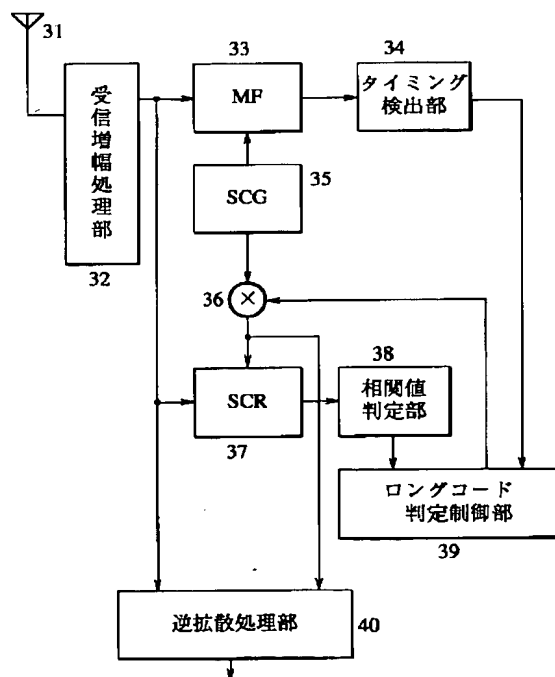 31
受信増幅処理部
32
33
MF
34
タイミング
検出部
SCG
35
36
×
SCR
37
38
相関値
判定部
ロングコード
判定制御部
39
逆拡散処理部
40